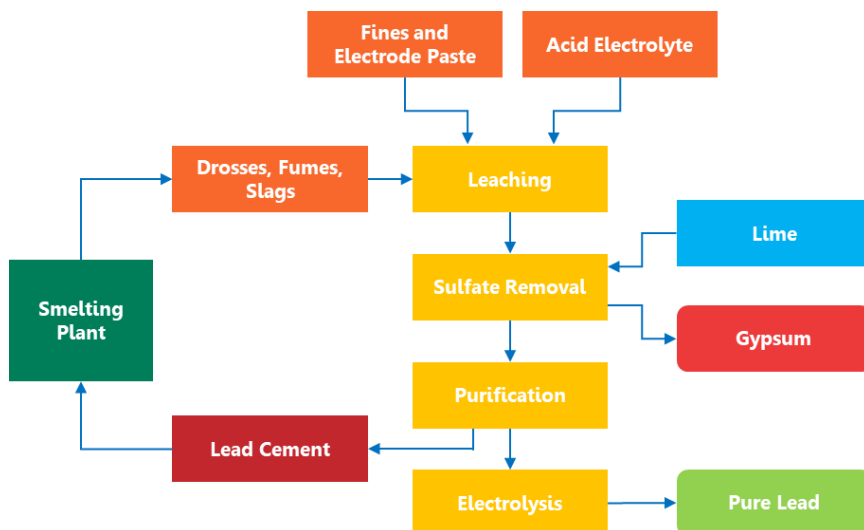 Fines and
Electrode Paste
Acid Electrolyte
Drosses, Fumes,
Slags
Leaching
Lime
Sulfate Removal
Smelting
Plant
Gypsum
Purification
Lead Cement
Electrolysis
Pure Lead